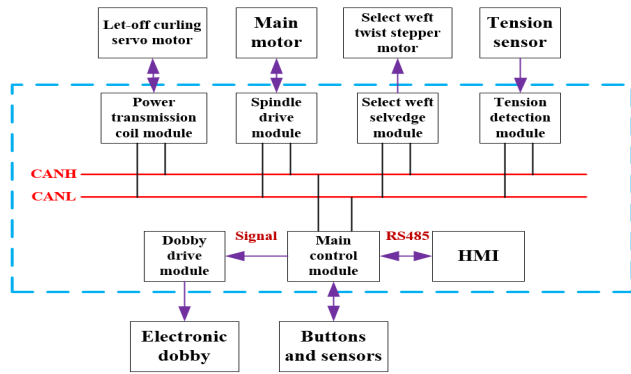 Let-off curling
servo motor
Main
motor
Select weft
twist stepper
motor
Tension
sensor
Power
transmission
coil module
Spindle
drive
module
Select weft
selvedge
module
Tension
detection
module
CANH
CANL
Dobby
drive
module
Signal
Main
control
module
RS485
HMI
Electronic
dobby
Buttons
and sensors